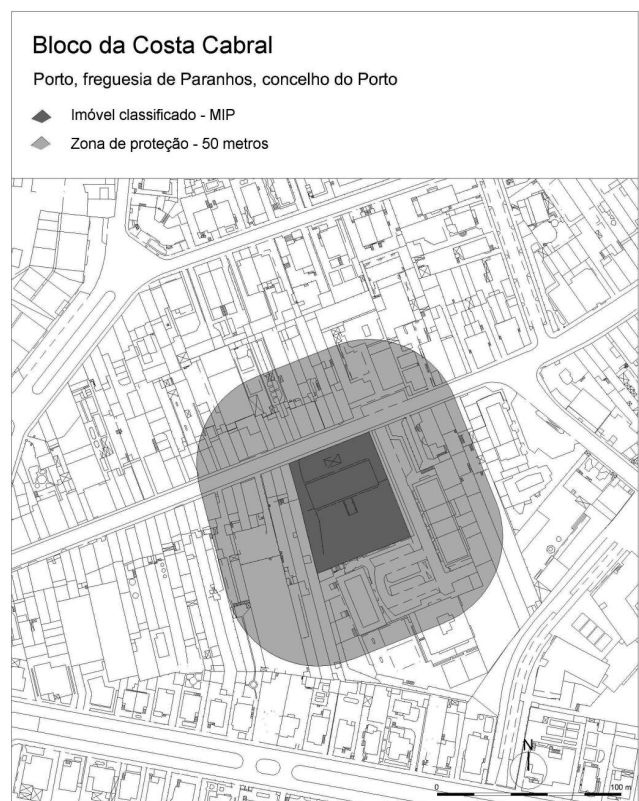 Bloco da Costa Cabral
Porto, freguesia de Paranhos, concelho do Porto
Imóvel classificado - MIP
Zona de proteção - 50 metros
N
0
100 m